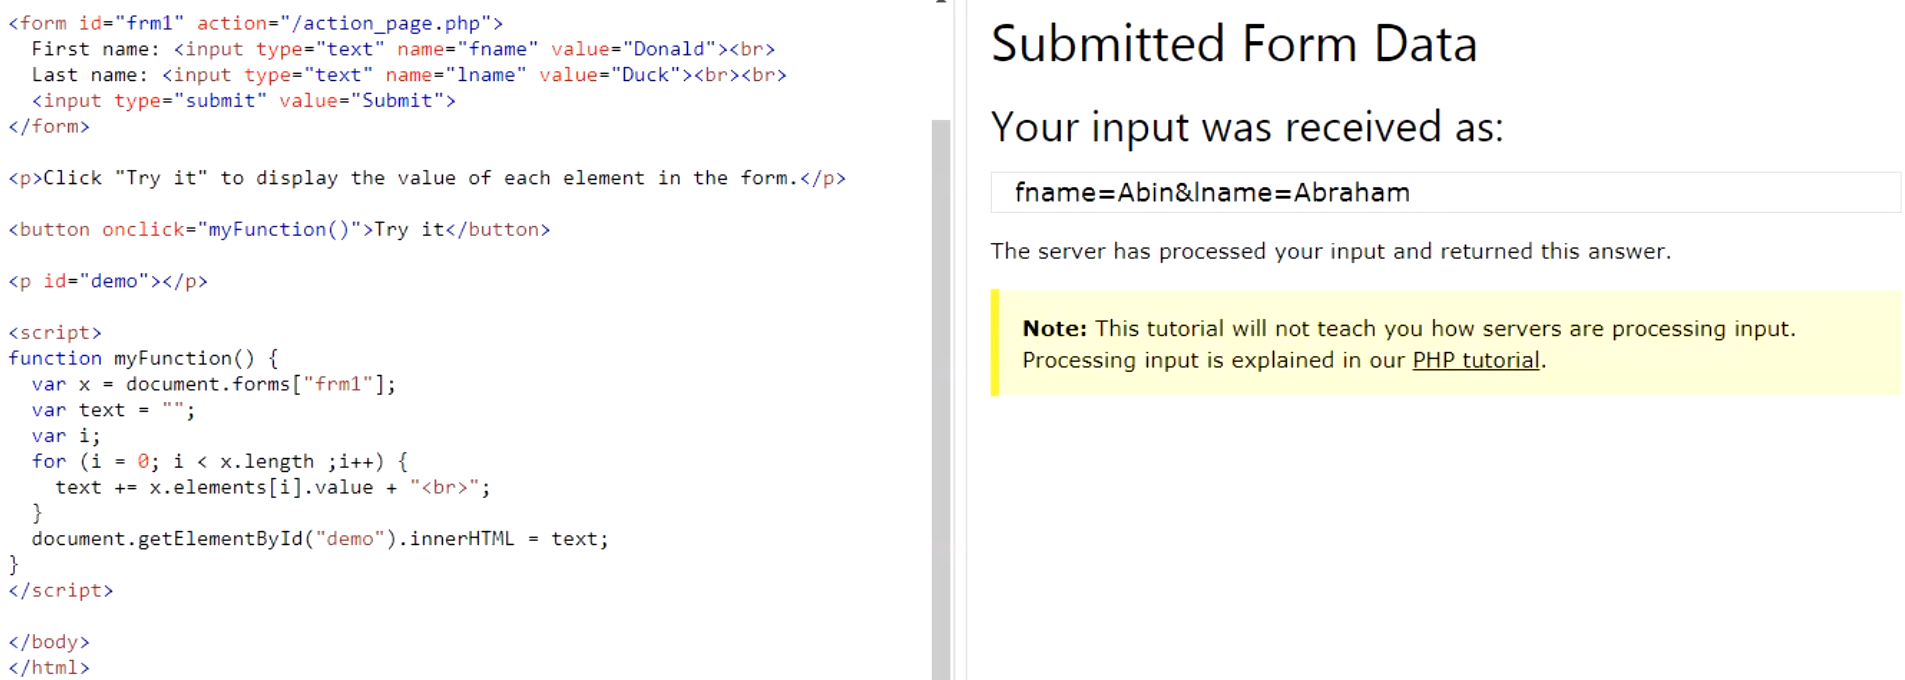 <form id="frm1" action="/action_page.php">
  First name: <input type="text" name="fname" value="Donald"><br>
  Last name: <input type="text" name="lname" value="Duck"><br><br>
  <input type="submit" value="Submit">
</form>

<p>Click "Try it" to display the value of each element in the form.</p>

<button onclick="myFunction()">Try it</button>

<p id="demo"></p>

<script>
function myFunction() {
  var x = document.forms["frm1"];
  var text = "";
  var i;
  for (i = 0; i < x.length ;i++) {
    text += x.elements[i].value + "<br>";
  }
  document.getElementById("demo").innerHTML = text;
}
</script>

</body>
</html>
Submitted Form Data
Your input was received as:
fname=Abin&lname=Abraham
The server has processed your input and returned this answer.
Note: This tutorial will not teach you how servers are processing input.
Processing input is explained in our PHP tutorial.